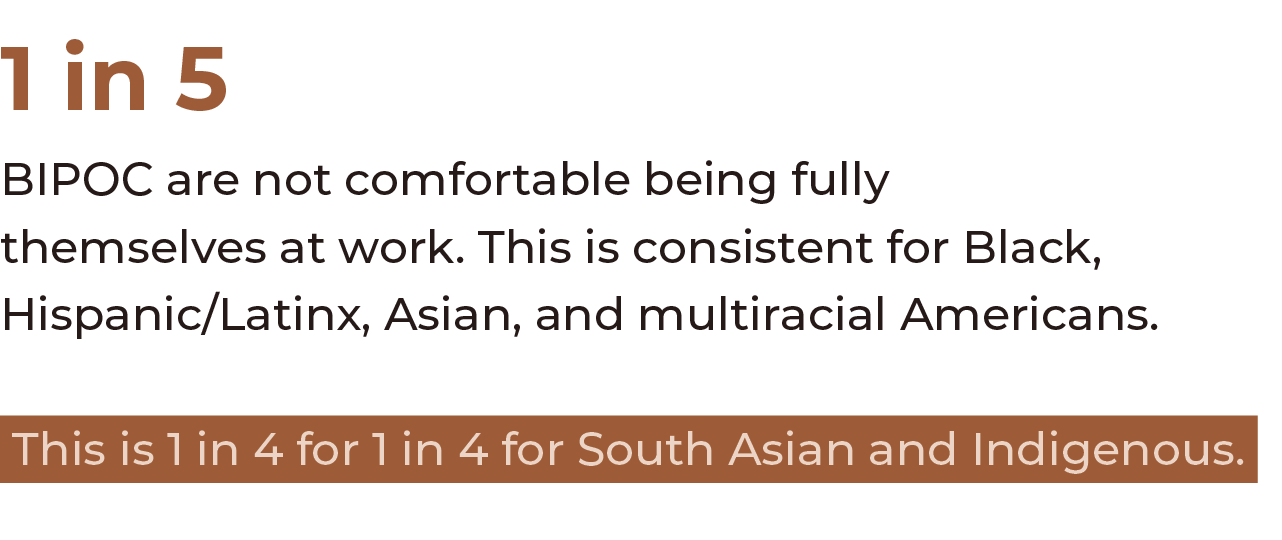 1 in 5
BIPOC are not comfortable being fully
themselves at work. This is consistent for Black,
Hispanic/Latinx, Asian, and multiracial Americans.
This is 1 in 4 for 1 in 4 for South Asian and Indigenous.